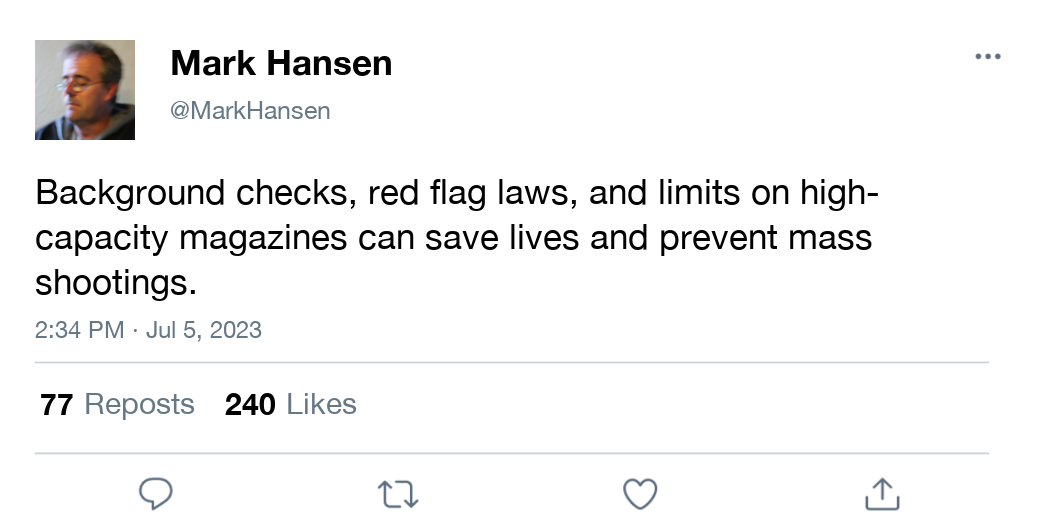 Mark Hansen
@MarkHansen
Background checks, red flag laws, and limits on high-
capacity magazines can save lives and prevent mass
shootings.
2:34 PM · Jul 5, 2023
77 Reposts 240 Likes